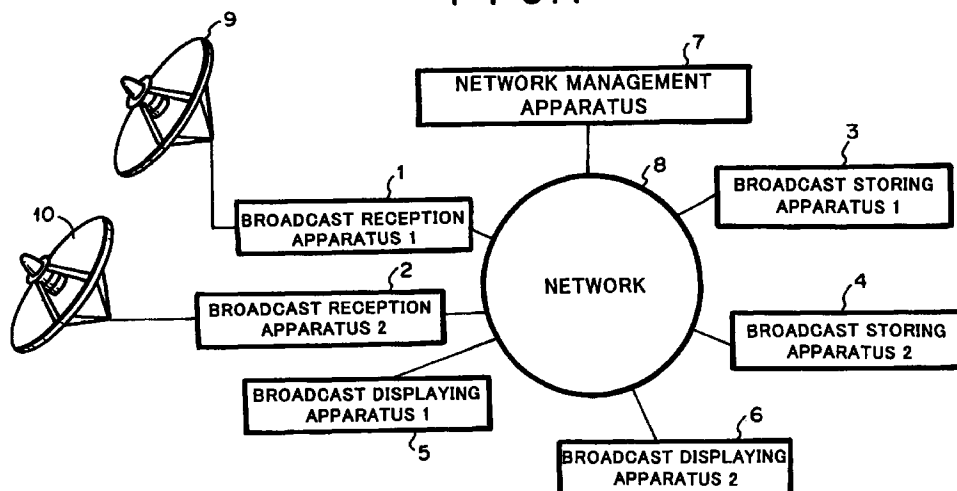 9
7
NETWORK MANAGEMENT
APPARATUS
8
3
BROADCAST STORING
APPARATUS 1
1
BROADCAST RECEPTION
APPARATUS 1
10
2
BROADCAST RECEPTION
APPARATUS 2
NETWORK
4
BROADCAST STORING
APPARATUS 2
BROADCAST DISPLAYING
APPARATUS 1
5
6
BROADCAST DISPLAYING
APPARATUS 2